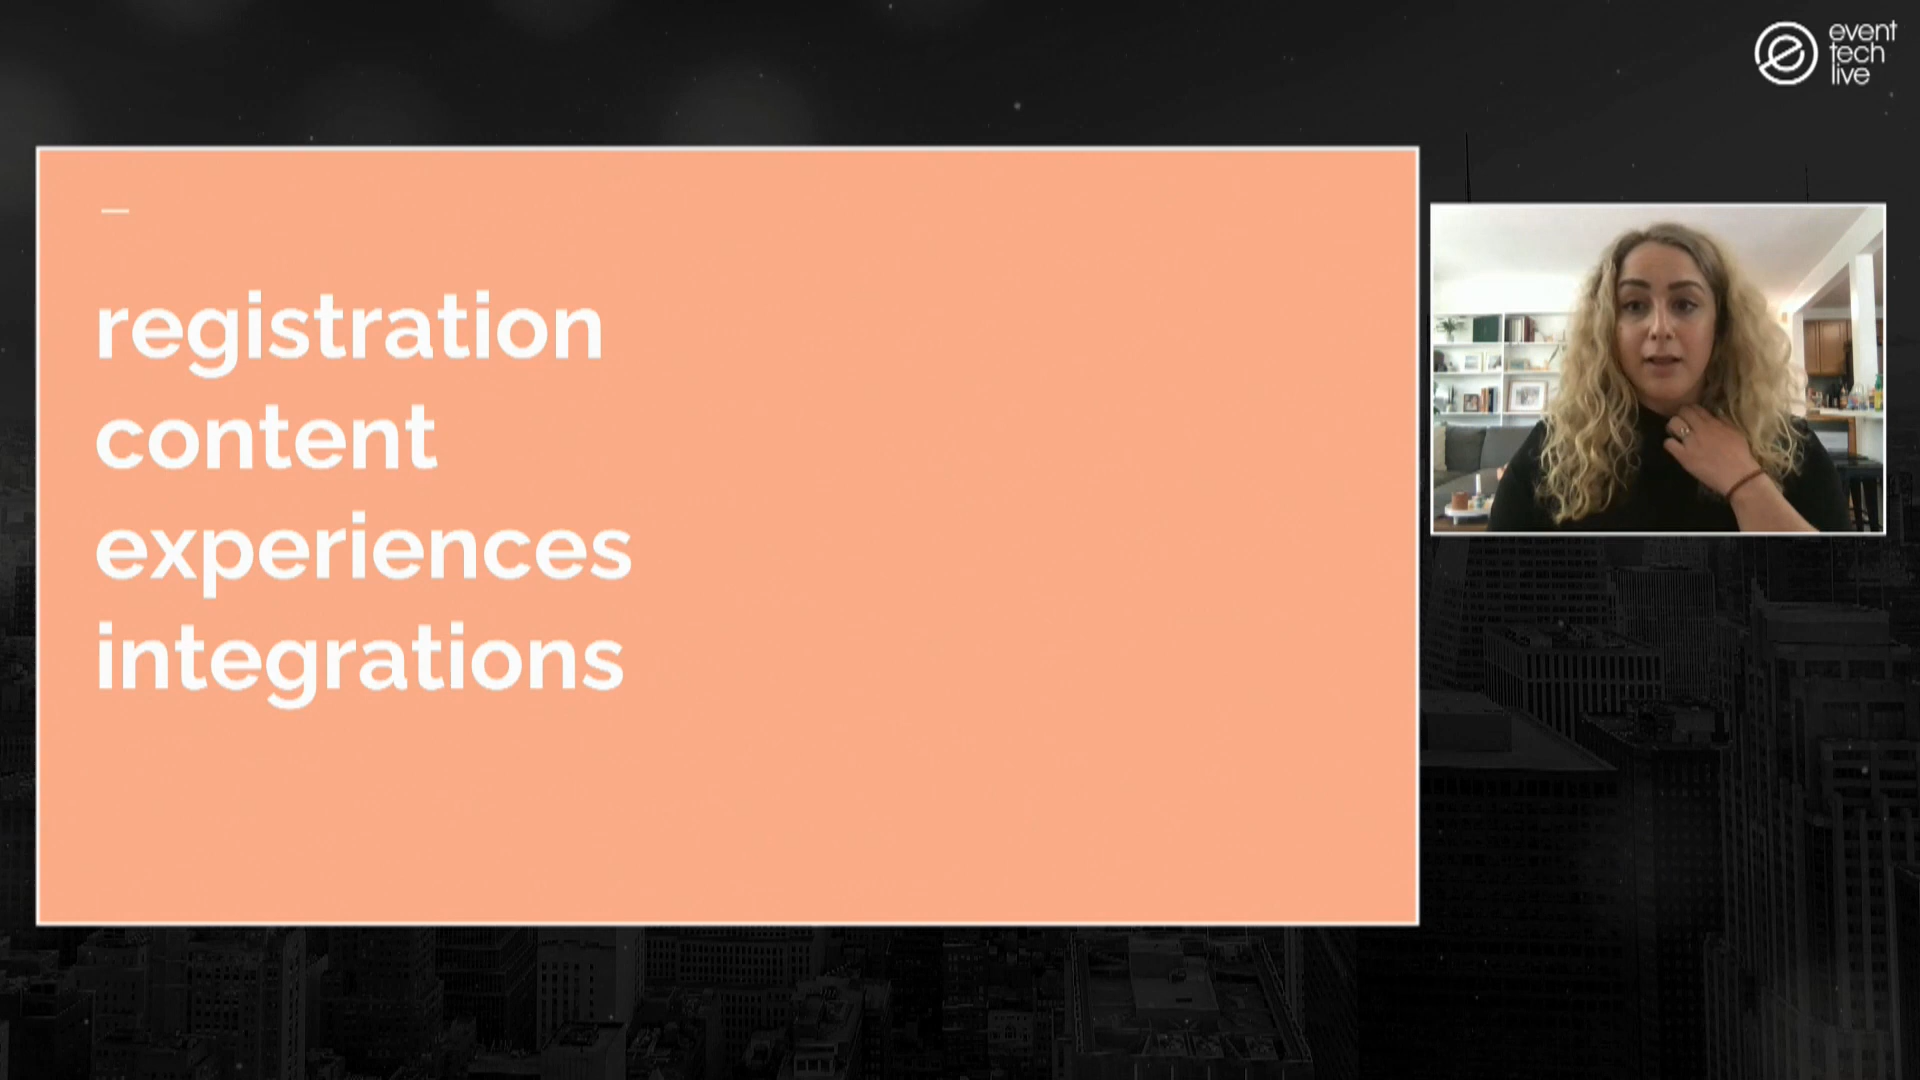 event
tech
live
registration
content
experiences
integrations